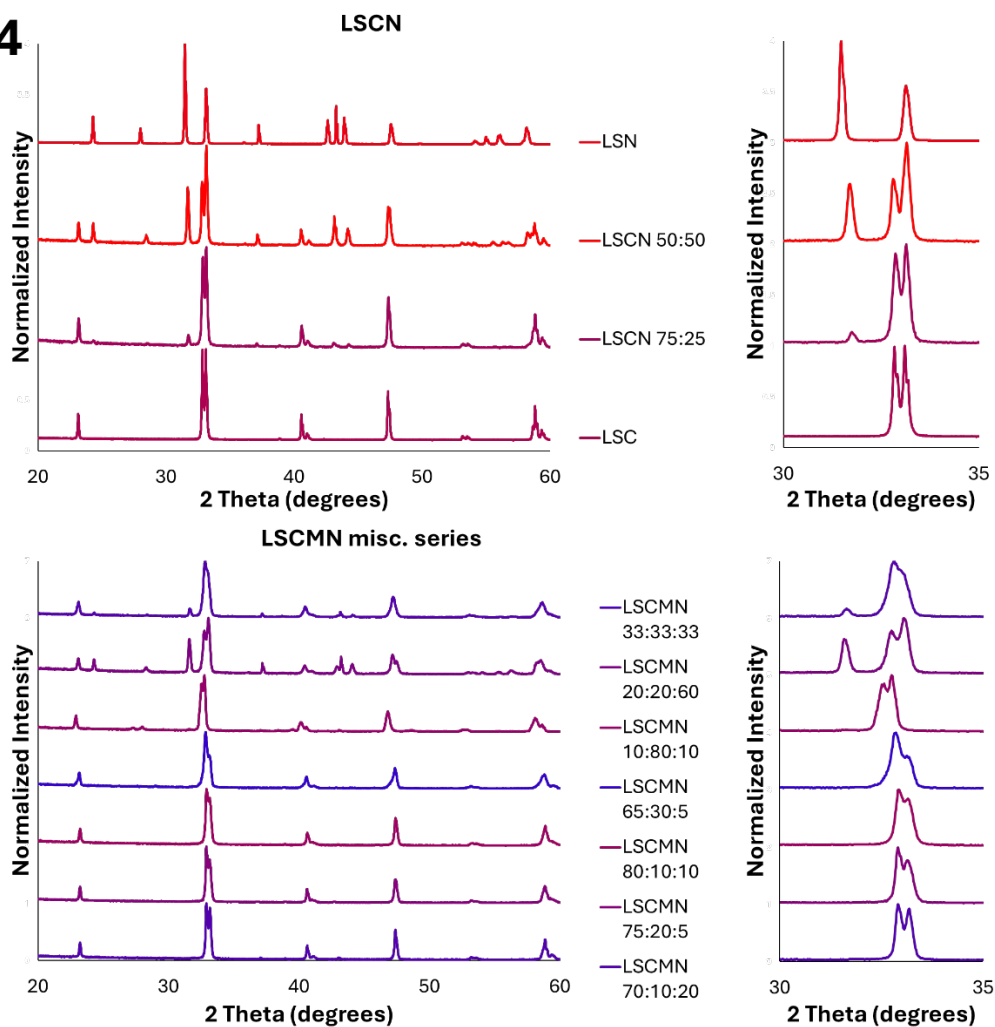 4
LSCN
Normalized Intensity
LSN
LSCN 50:50
LSCN 75:25
LSC
20 30 40 50 60
2 Theta (degrees)
Normalized Intensity
30 35
2 Theta (degrees)
LSCMN misc. series
Normalized Intensity
LSCMN
33:33:33
LSCMN
20:20:60
LSCMN
10:80:10
LSCMN
65:30:5
LSCMN
80:10:10
LSCMN
75:20:5
LSCMN
70:10:20
20 30 40 50 60
2 Theta (degrees)
Normalized Intensity
30 35
2 Theta (degrees)